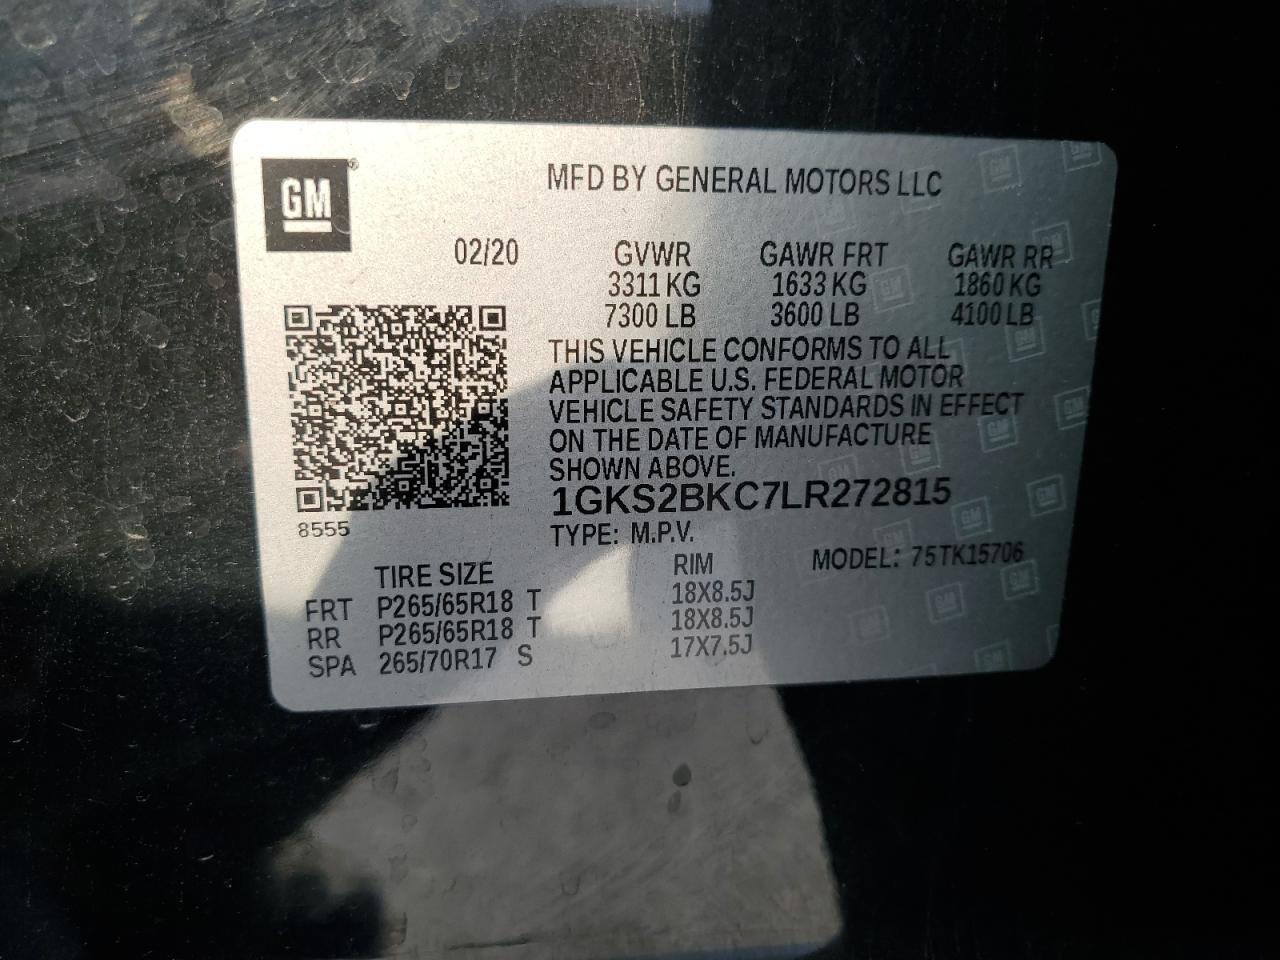 GM
MFD BY GENERAL MOTORS LLC
02/20 GVWR GAWR FRT GAWR RR
3311 KG 1633 KG 1860 KG
7300 LB 3600 LB 4100 LB
THIS VEHICLE CONFORMS TO ALL
APPLICABLE U.S. FEDERAL MOTOR
VEHICLE SAFETY STANDARDS IN EFFECT
ON THE DATE OF MANUFACTURE
SHOWN ABOVE.
1GKS2BKC7LR272815
8555
TYPE: M.P.V.
MODEL: 75TK15706
TIRE SIZE RIM
FRT P265/65R18 T 18X8.5J
RR P265/65R18 T 18X8.5J
SPA 265/70R17 S 17X7.5J